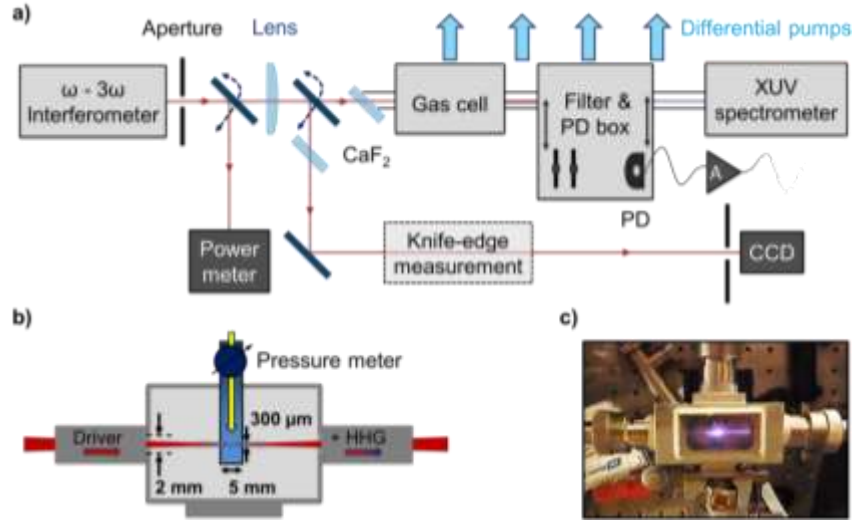 a)
Aperture
Lens
Differential pumps
ω - 3ω
Interferometer
Gas cell
Filter &
PD box
XUV
spectrometer
CaF₂
A
PD
Power
meter
Knife-edge
measurement
CCD
b)
c)
Pressure meter
300 µm
Driver
+ HHG
2 mm
5 mm